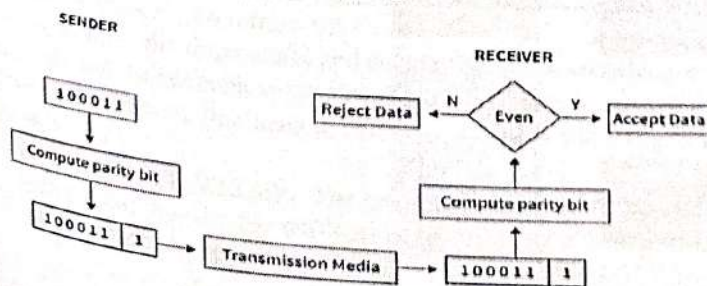 SENDER
100011
Compute parity bit
100011 1
Transmission Media
RECEIVER
Reject Data
N
Even
Y
Accept Data
Compute parity bit
100011 1